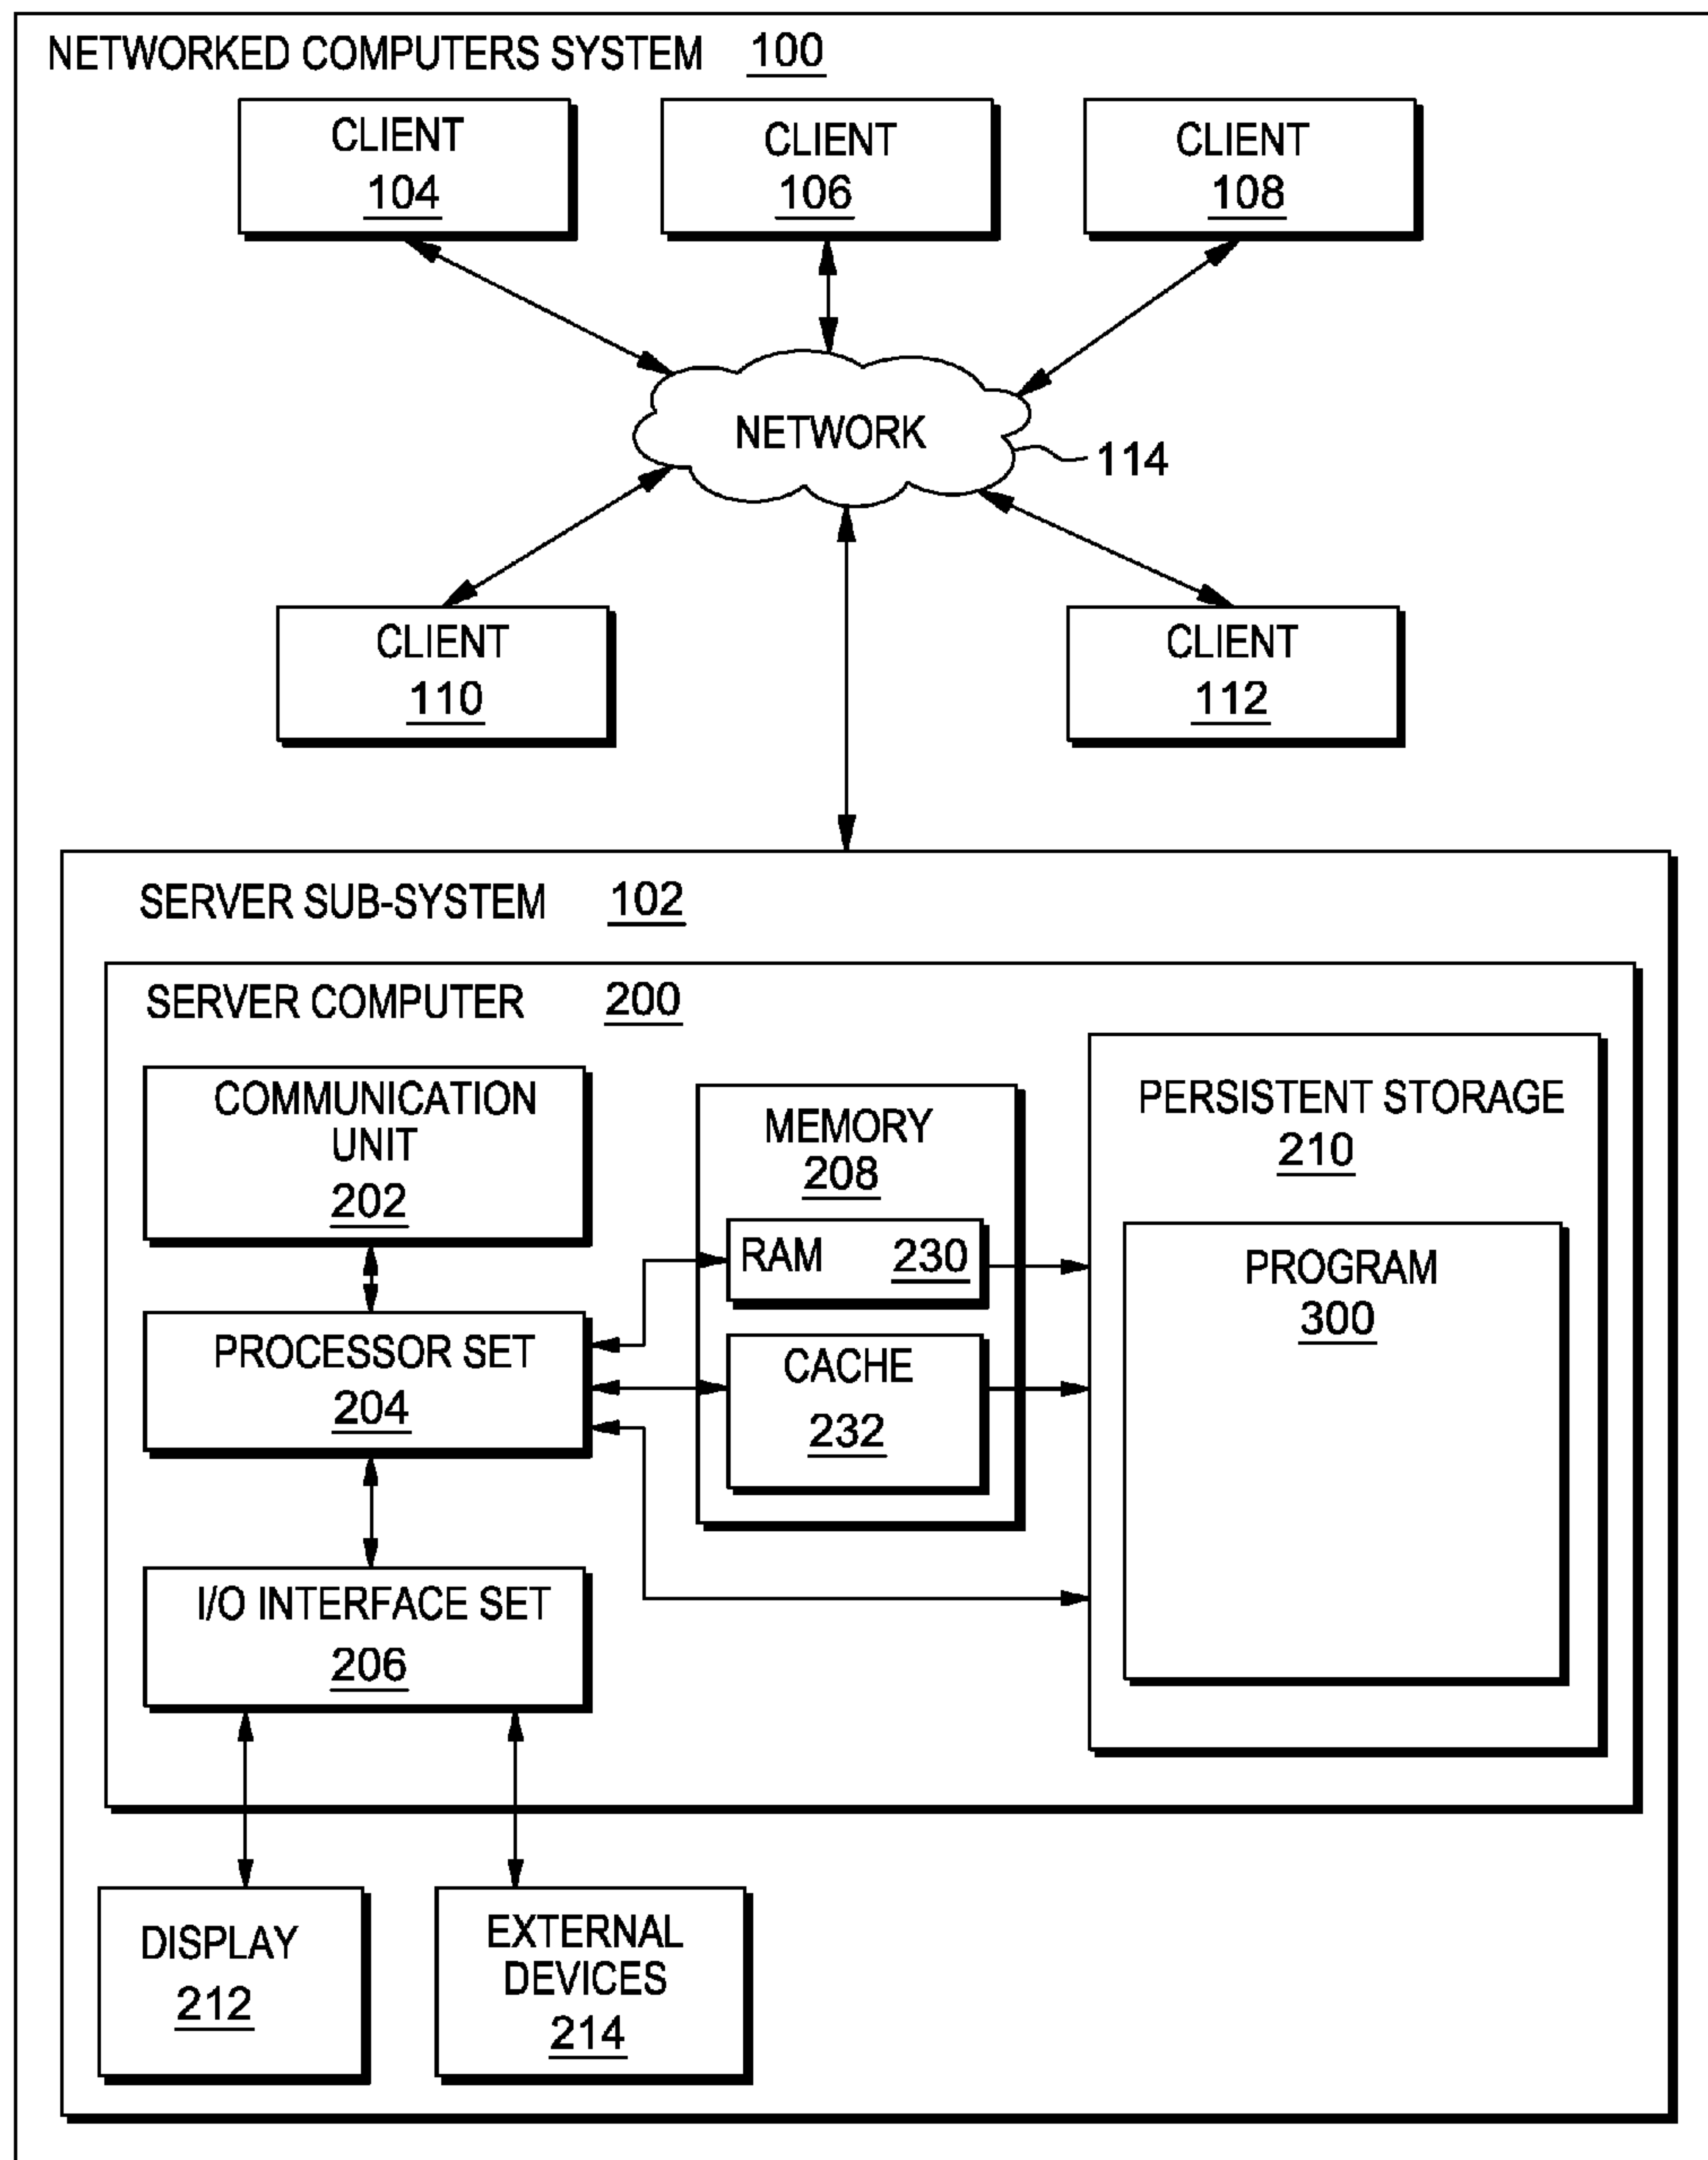 NETWORKED COMPUTERS SYSTEM 100
CLIENT
104
CLIENT
106
CLIENT
108
NETWORK
114
CLIENT
110
CLIENT
112
SERVER SUB-SYSTEM 102
SERVER COMPUTER 200
COMMUNICATION
UNIT
202
PROCESSOR SET
204
I/O INTERFACE SET
206
MEMORY
208
RAM 230
CACHE
232
PERSISTENT STORAGE
210
PROGRAM
300
DISPLAY
212
EXTERNAL
DEVICES
214